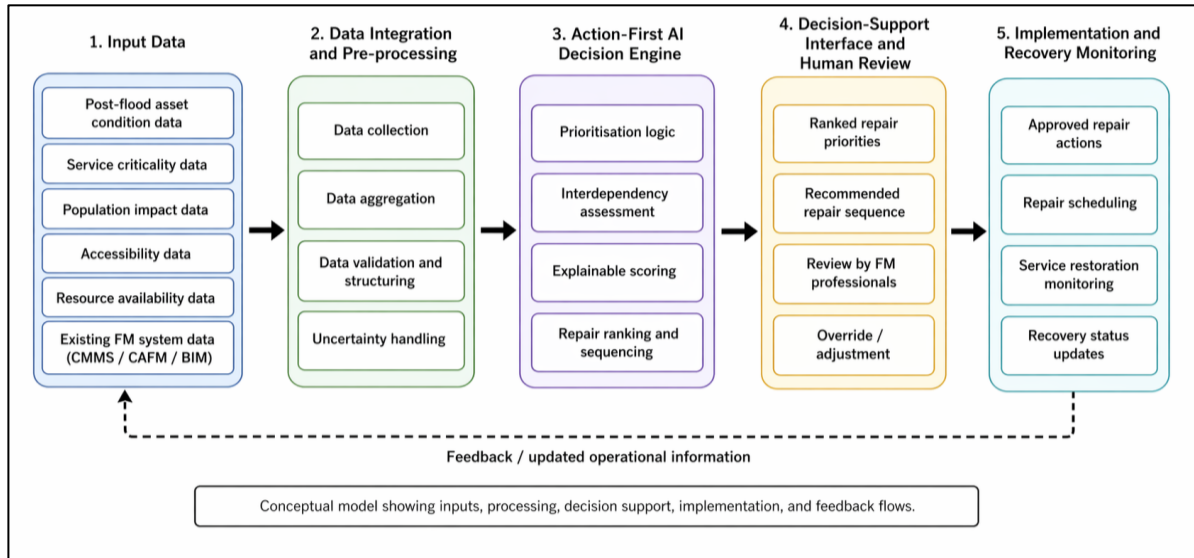 1. Input Data
Post-flood asset
condition data
Service criticality data
Population impact data
Accessibility data
Resource availability data
Existing FM system data
(CMMS / CAFM / BIM)
2. Data Integration
and Pre-processing
Data collection
Data aggregation
Data validation and
structuring
Uncertainty handling
3. Action-First AI
Decision Engine
Prioritisation logic
Interdependency
assessment
Explainable scoring
Repair ranking and
sequencing
4. Decision-Support
Interface and
Human Review
Ranked repair
priorities
Recommended
repair sequence
Review by FM
professionals
Override /
adjustment
5. Implementation and
Recovery Monitoring
Approved repair
actions
Repair scheduling
Service restoration
monitoring
Recovery status
updates
Feedback / updated operational information
Conceptual model showing inputs, processing, decision support, implementation, and feedback flows.